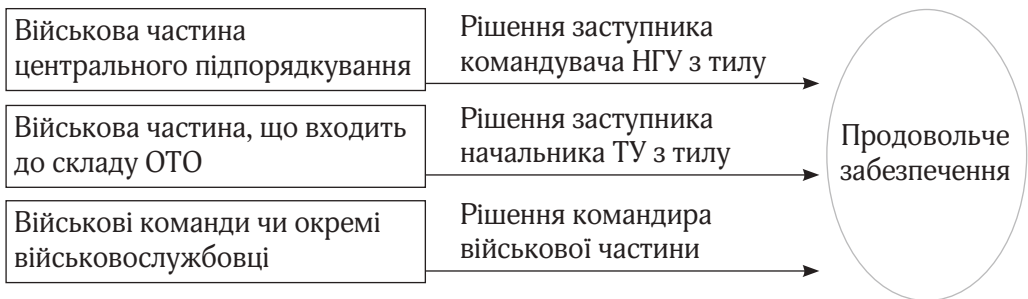 Військова частина
центрального підпорядкування
Рішення заступника
командувача НГУ з тилу
Військова частина, що входить
до складу ОТО
Рішення заступника
начальника ТУ з тилу
Військові команди чи окремі
військовослужбовці
Рішення командира
військової частини
Продовольче
забезпечення